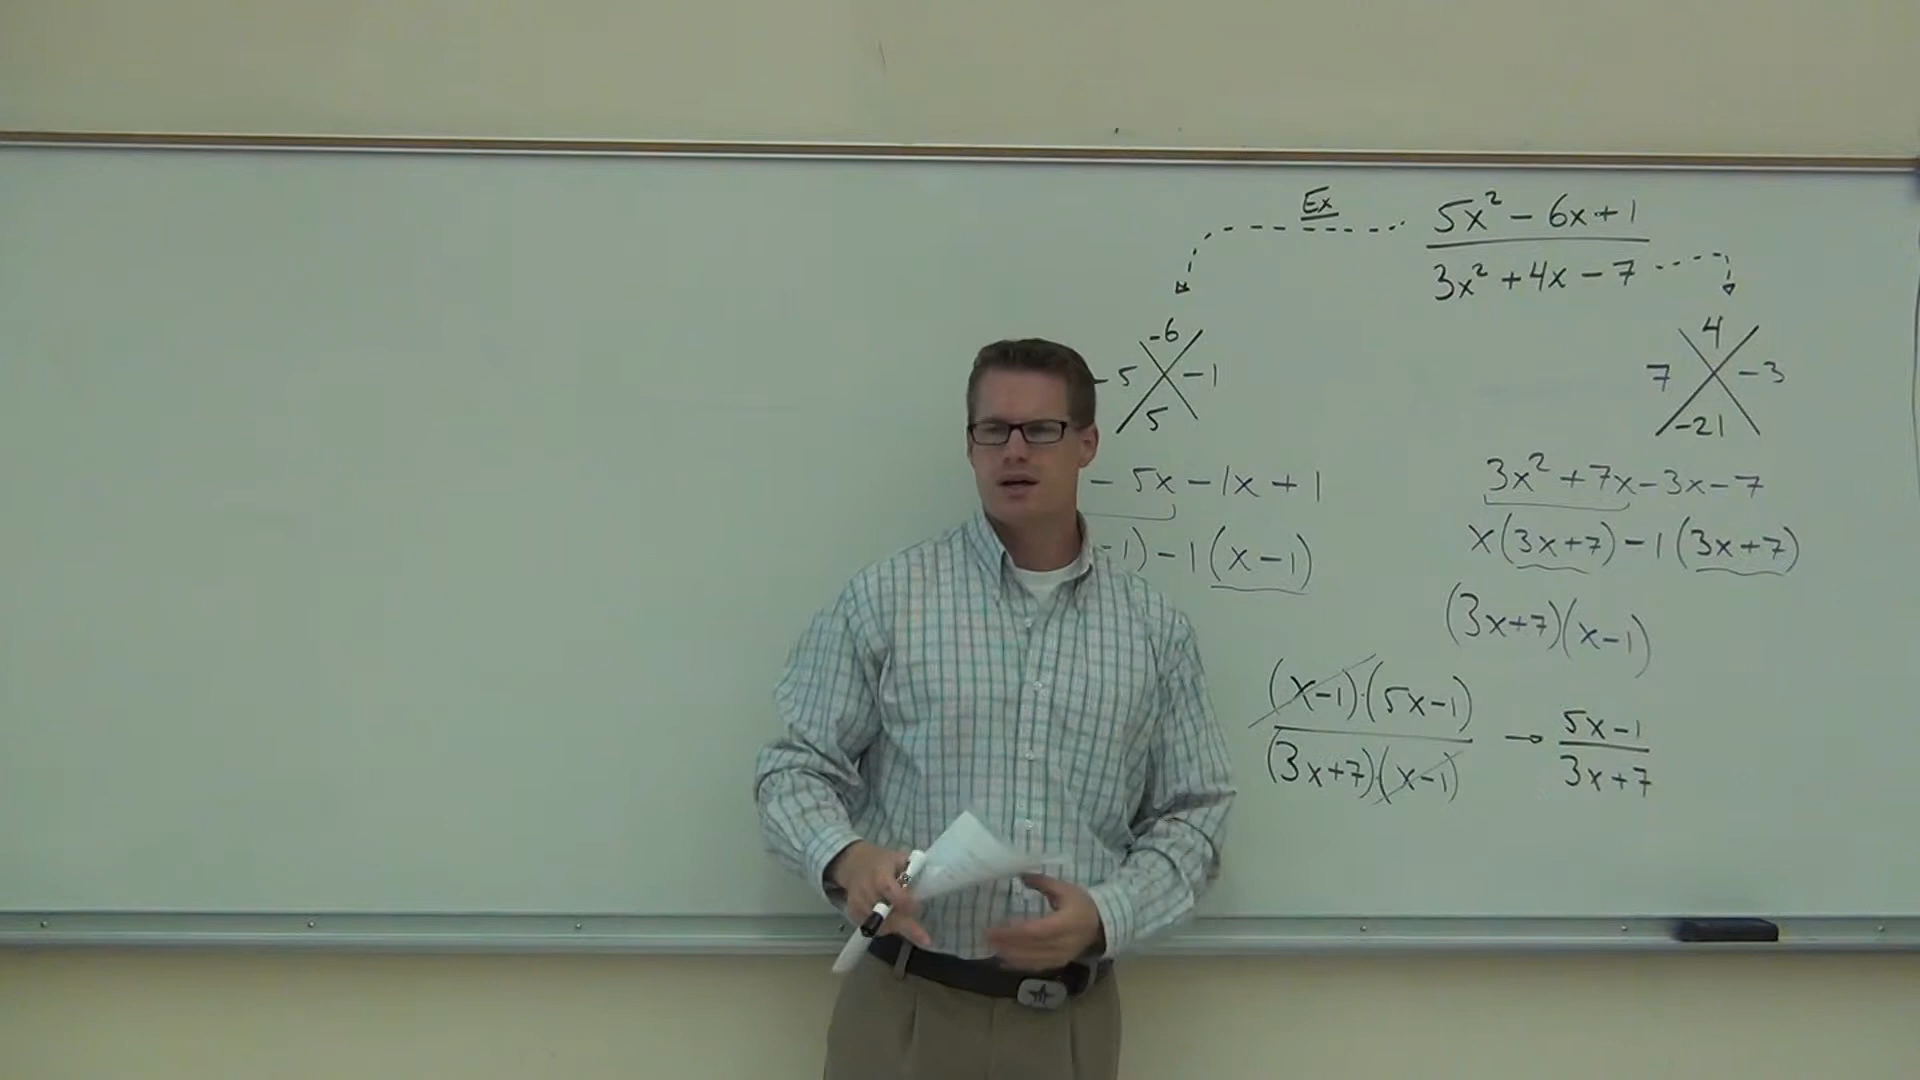 Ex
5x² - 6x + 1
3x² + 4x - 7
-6
-5 -1
5
- 5x - 1x + 1
-1) - 1(x - 1)
4
7 -3
-21
3x² + 7x - 3x - 7
x(3x+7) - 1(3x+7)
(3x+7)(x-1)
(x-1)·(5x-1)
(3x+7)·(x-1)
→
5x-1
3x+7